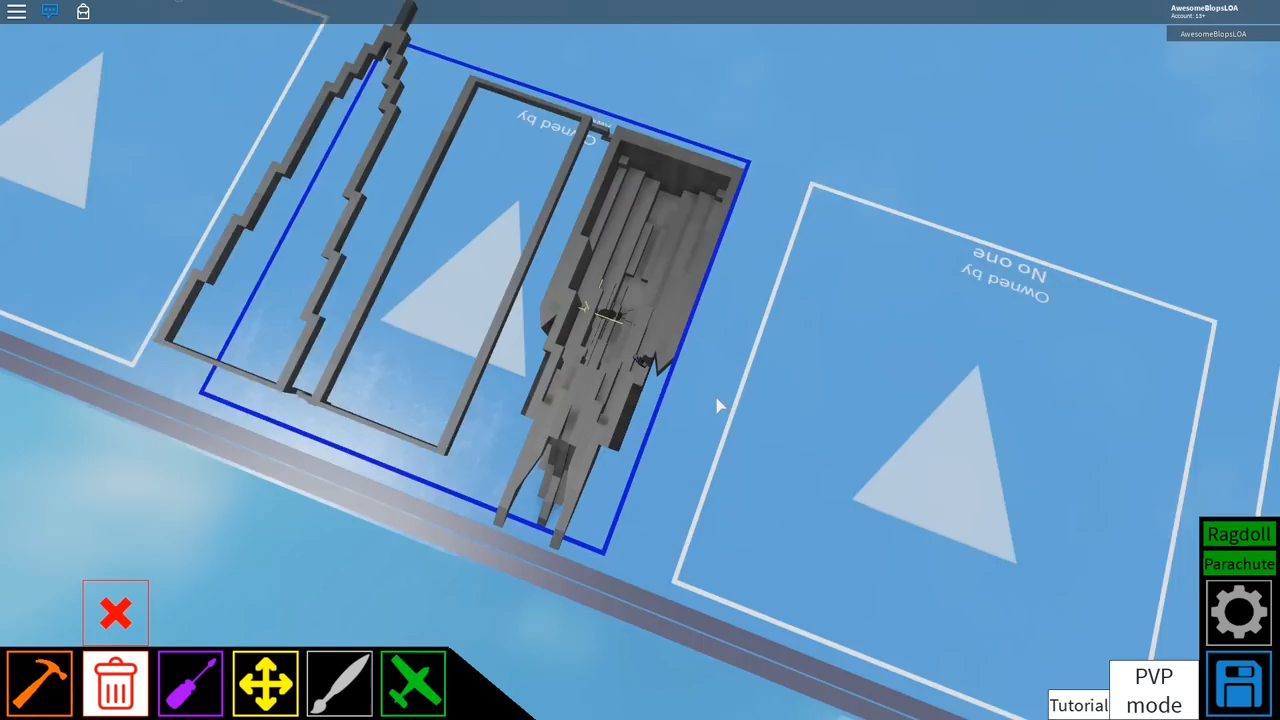 AwesomeBlopsLOA
Account: 13+
AwesomeBlopsLOA
Owned by
No one
Owned by
Ragdoll
Parachute
PVP
mode
Tutorial